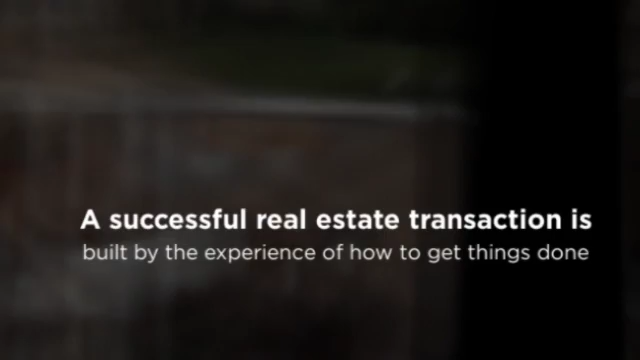 A successful real estate transaction is
built by the experience of how to get things done